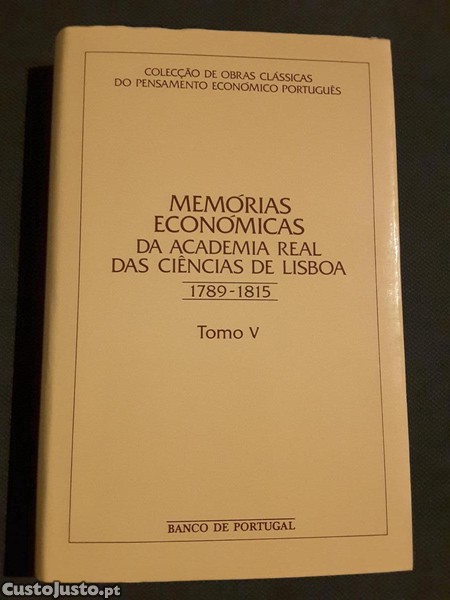 COLECÇÃO DE OBRAS CLÁSSICAS
DO PENSAMENTO ECONÓMICO PORTUGUÊS
MEMÓRIAS
ECONÓMICAS
DA ACADEMIA REAL
DAS CIÊNCIAS DE LISBOA
1789-1815
Tomo V
BANCO DE PORTUGAL
CustoJusto.pt